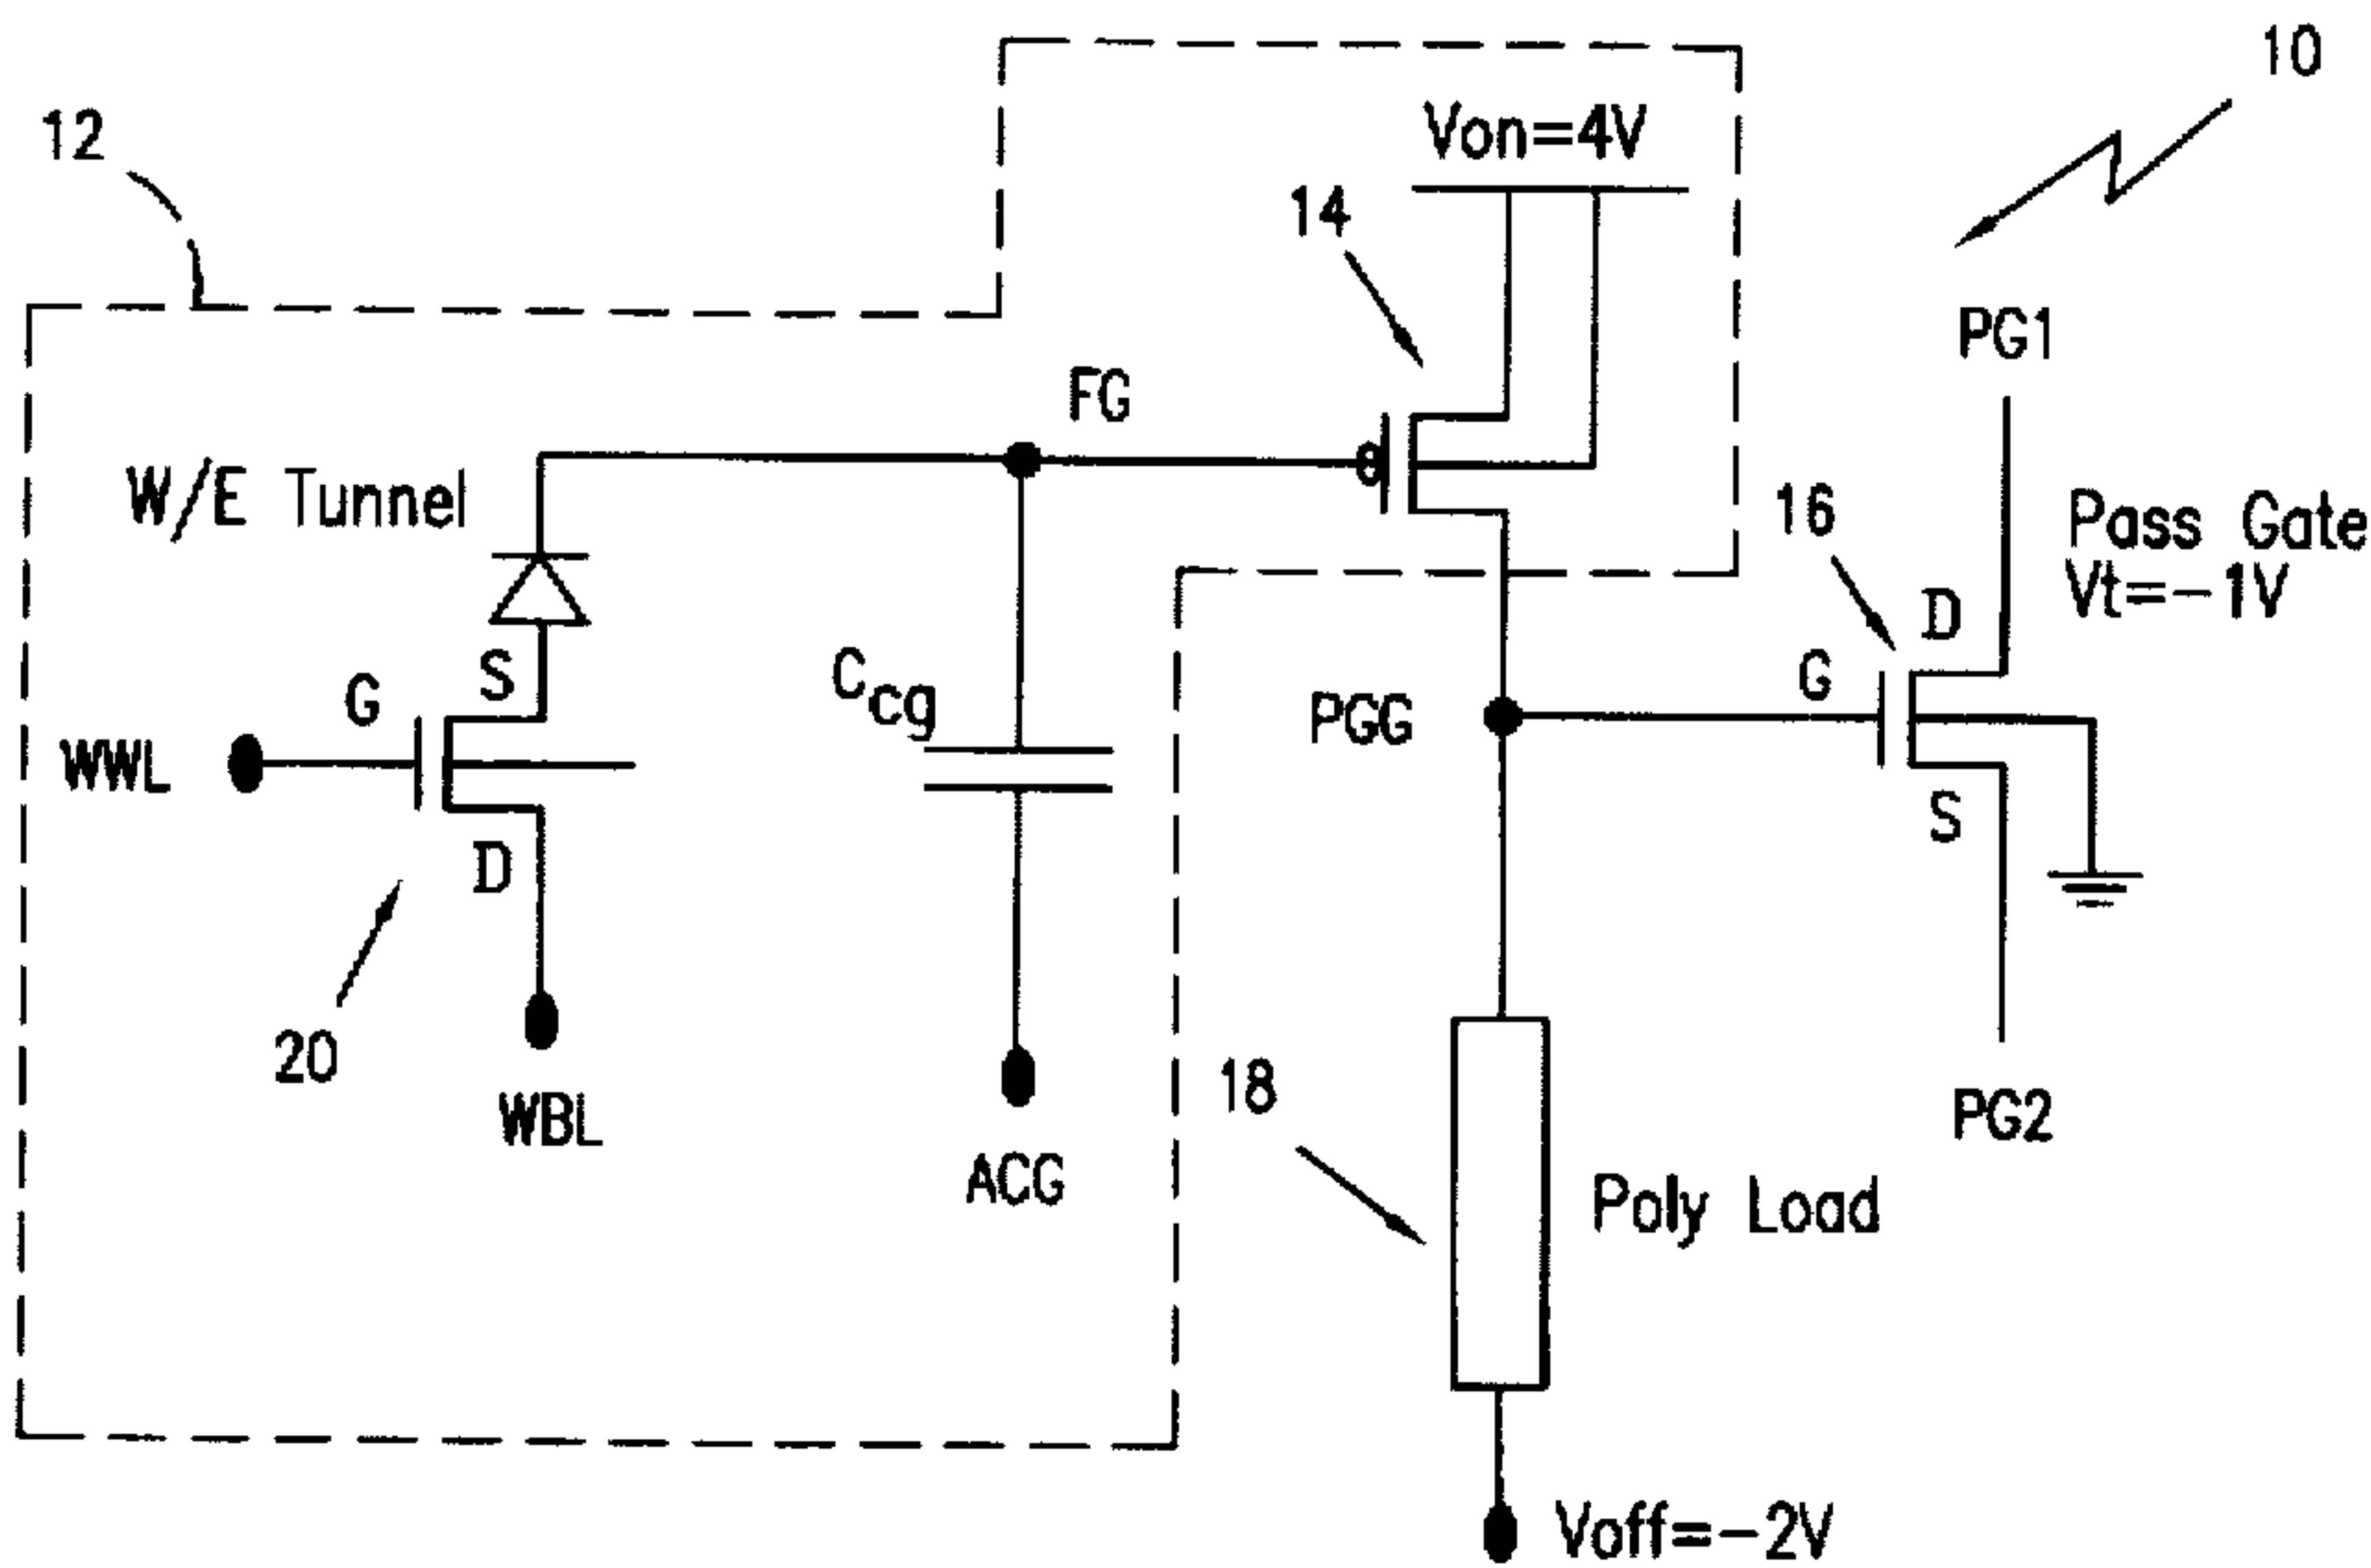 10
12
Von=4V
14
PG1
FG
W/E Tunnel
16
Pass Gate
Vt=-1V
D
G
S
G
Ccg
PGG
WWL
S
D
20
WBL
18
ACG
PG2
Poly Load
Voff=-2V